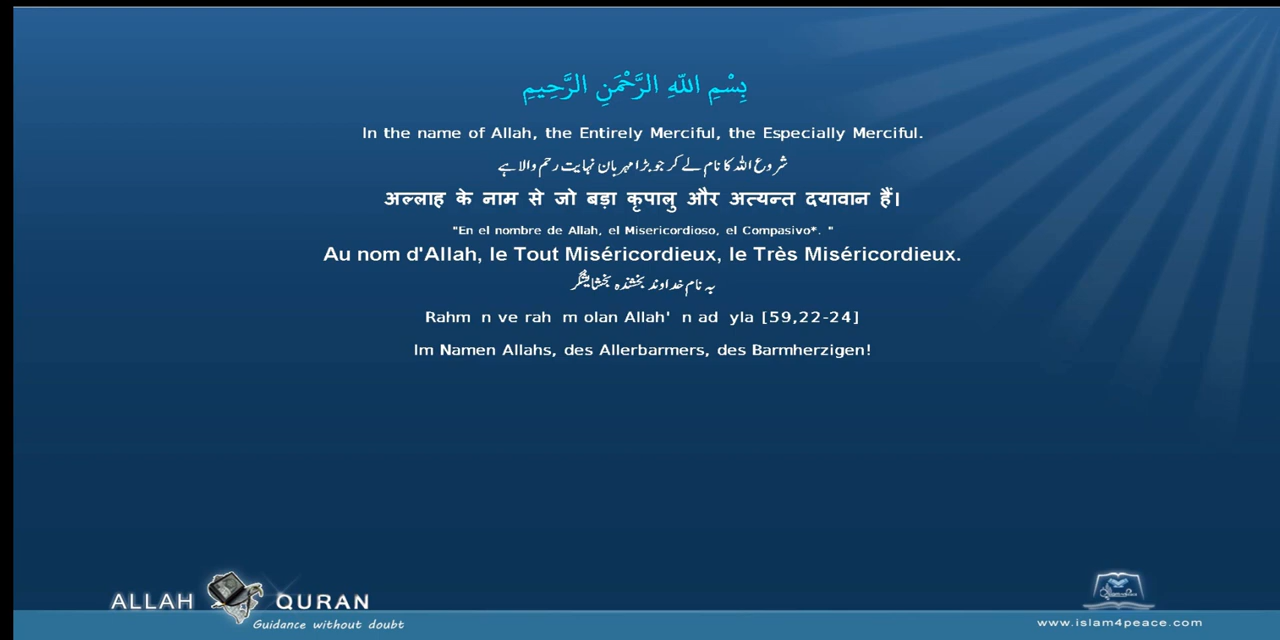 بِسْمِ اللّهِ الرَّحْمَنِ الرَّحِيمِ
In the name of Allah, the Entirely Merciful, the Especially Merciful.
شروع الله کا نام لے کر جو بڑا مہربان نہایت رحم والا ہے
अल्लाह के नाम से जो बड़ा कृपालु और अत्यन्त दयावान हैं।
"En el nombre de Allah, el Misericordioso, el Compasivo*. "
Au nom d'Allah, le Tout Miséricordieux, le Très Miséricordieux.
به نام خداوند بخشنده بخشایشگر
Rahm n ve rah m olan Allah' n ad yla [59,22-24]
Im Namen Allahs, des Allerbarmers, des Barmherzigen!
ALLAH QURAN
Guidance without doubt
www.islam4peace.com